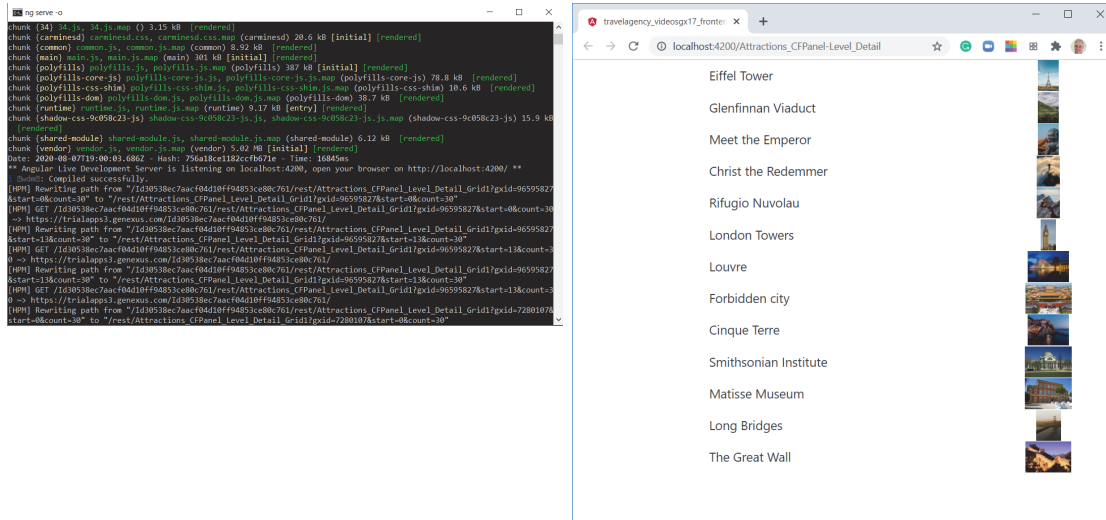 ng serve -o
chunk {34} 34.js, 34.js.map () 3.15 kB  [rendered]
chunk {carminesd} carminesd.css, carminesd.css.map (carminesd) 20.6 kB [initial] [rendered]
chunk {common} common.js, common.js.map (common) 8.92 kB  [rendered]
chunk {main} main.js, main.js.map (main) 301 kB [initial] [rendered]
chunk {polyfills} polyfills.js, polyfills.js.map (polyfills) 387 kB [initial] [rendered]
chunk {polyfills-core-js} polyfills-core-js.js, polyfills-core-js.js.map (polyfills-core-js) 78.8 kB  [rendered]
chunk {polyfills-css-shim} polyfills-css-shim.js, polyfills-css-shim.js.map (polyfills-css-shim) 10.6 kB  [rendered]
chunk {polyfills-dom} polyfills-dom.js, polyfills-dom.js.map (polyfills-dom) 38.7 kB  [rendered]
chunk {runtime} runtime.js, runtime.js.map (runtime) 9.17 kB [entry] [rendered]
chunk {shadow-css-9c058c23-js} shadow-css-9c058c23-js.js, shadow-css-9c058c23-js.js.map (shadow-css-9c058c23-js) 15.9 kB
[rendered]
chunk {shared-module} shared-module.js, shared-module.js.map (shared-module) 6.12 kB  [rendered]
chunk {vendor} vendor.js, vendor.js.map (vendor) 5.02 MB [initial] [rendered]
Date: 2020-08-07T19:00:03.686Z - Hash: 756a18ce1182ccfb671e - Time: 16845ms
** Angular Live Development Server is listening on localhost:4200, open your browser on http://localhost:4200/ **
: Compiled successfully.
[HPM] Rewriting path from "/Id30538ec7aacf04d10ff94853ce80c761/rest/Attractions_CFPanel_Level_Detail_Grid1?gxid=96595827
&start=0&count=30" to "/rest/Attractions_CFPanel_Level_Detail_Grid1?gxid=96595827&start=0&count=30"
[HPM] GET /Id30538ec7aacf04d10ff94853ce80c761/rest/Attractions_CFPanel_Level_Detail_Grid1?gxid=96595827&start=0&count=30
~> https://trialapps3.genexus.com/Id30538ec7aacf04d10ff94853ce80c761/
[HPM] Rewriting path from "/Id30538ec7aacf04d10ff94853ce80c761/rest/Attractions_CFPanel_Level_Detail_Grid1?gxid=96595827
&start=13&count=30" to "/rest/Attractions_CFPanel_Level_Detail_Grid1?gxid=96595827&start=13&count=30"
[HPM] GET /Id30538ec7aacf04d10ff94853ce80c761/rest/Attractions_CFPanel_Level_Detail_Grid1?gxid=96595827&start=13&count=3
0 ~> https://trialapps3.genexus.com/Id30538ec7aacf04d10ff94853ce80c761/
[HPM] Rewriting path from "/Id30538ec7aacf04d10ff94853ce80c761/rest/Attractions_CFPanel_Level_Detail_Grid1?gxid=96595827
&start=13&count=30" to "/rest/Attractions_CFPanel_Level_Detail_Grid1?gxid=96595827&start=13&count=30"
[HPM] GET /Id30538ec7aacf04d10ff94853ce80c761/rest/Attractions_CFPanel_Level_Detail_Grid1?gxid=96595827&start=13&count=3
0 ~> https://trialapps3.genexus.com/Id30538ec7aacf04d10ff94853ce80c761/
[HPM] Rewriting path from "/Id30538ec7aacf04d10ff94853ce80c761/rest/Attractions_CFPanel_Level_Detail_Grid1?gxid=7280107&
start=0&count=30" to "/rest/Attractions_CFPanel_Level_Detail_Grid1?gxid=7280107&start=0&count=30"
travelagency_videosgx17_fronten
localhost:4200/Attractions_CFPanel-Level_Detail
Eiffel Tower
Glenfinnan Viaduct
Meet the Emperor
Christ the Redemmer
Rifugio Nuvolau
London Towers
Louvre
Forbidden city
Cinque Terre
Smithsonian Institute
Matisse Museum
Long Bridges
The Great Wall